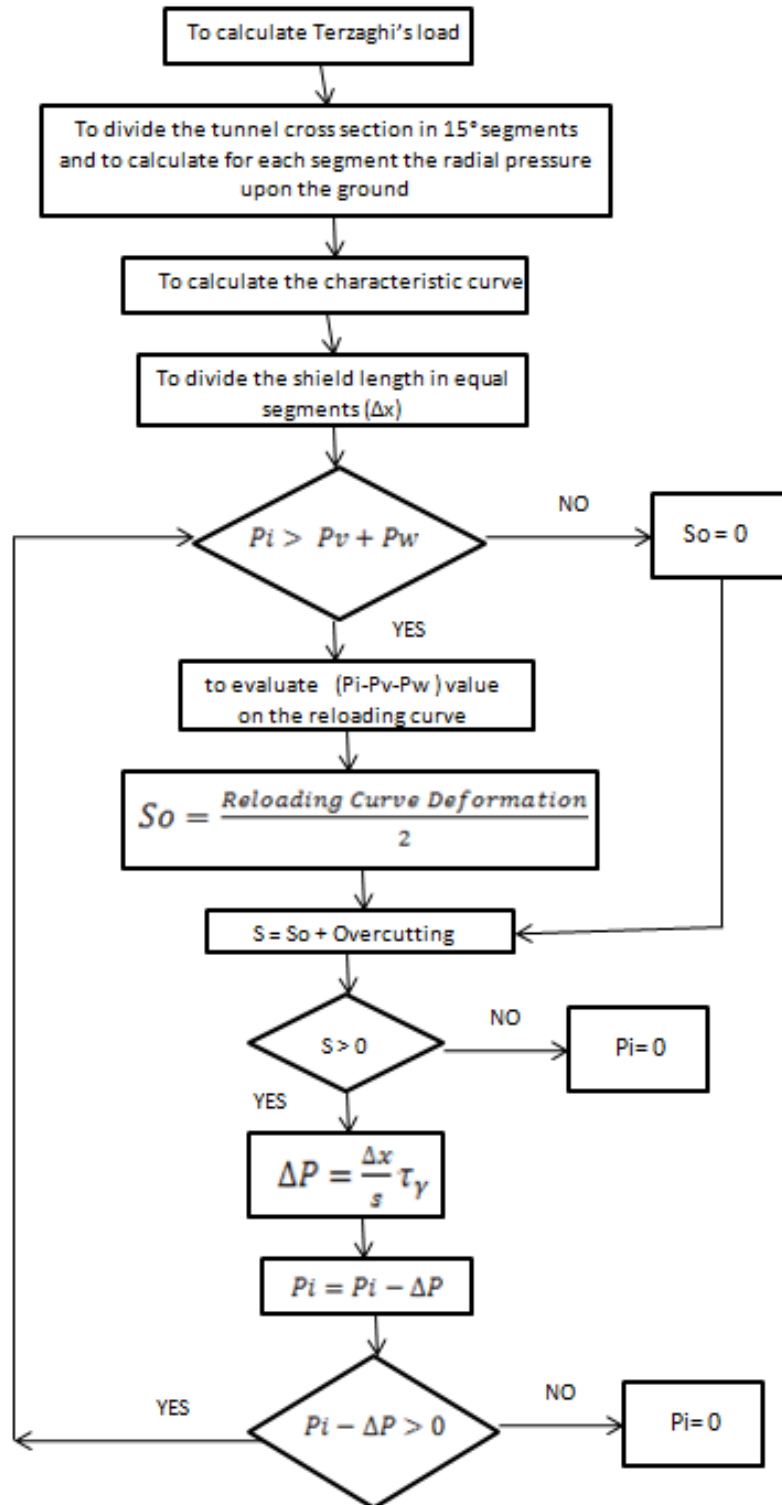 To calculate Terzaghi's load
To divide the tunnel cross section in 15° segments
and to calculate for each segment the radial pressure
upon the ground
To calculate the characteristic curve
To divide the shield length in equal
segments (Δx)
Pi > Pv + Pw
NO
So = 0
YES
to evaluate (Pi-Pv-Pw ) value
on the reloading curve
So = Reloading Curve Deformation / 2
S = So + Overcutting
S > 0
NO
Pi= 0
YES
ΔP = Δx/s τγ
Pi = Pi − ΔP
YES
Pi − ΔP > 0
NO
Pi= 0